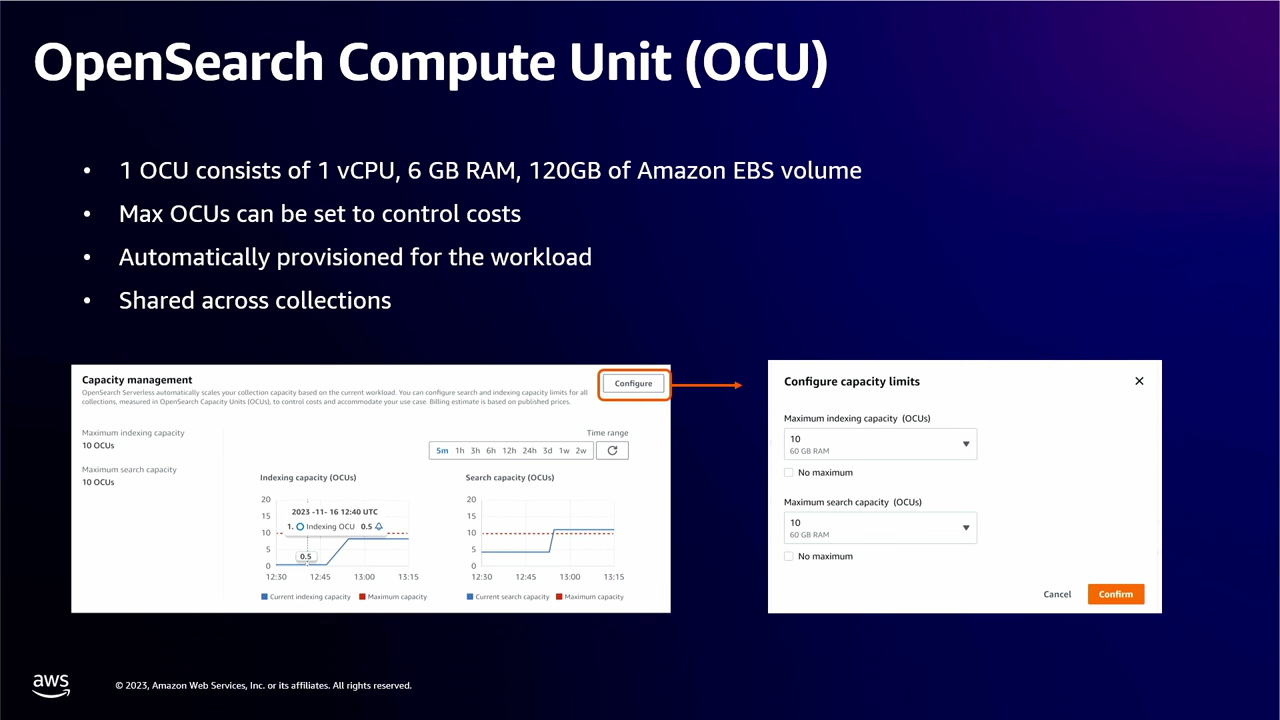 OpenSearch Compute Unit (OCU)
• 1 OCU consists of 1 vCPU, 6 GB RAM, 120GB of Amazon EBS volume
• Max OCUs can be set to control costs
• Automatically provisioned for the workload
• Shared across collections
Capacity management
Configure
OpenSearch Serverless automatically scales your collection capacity based on the current workload. You can configure search and indexing capacity limits for all
collections, measured in OpenSearch Capacity Units (OCUs), to control costs and accommodate your use case. Billing estimate is based on published prices.
Maximum indexing capacity
10 OCUs
Maximum search capacity
10 OCUs
Time range
5m 1h 3h 6h 12h 24h 3d 1w 2w
Indexing capacity (OCUs)
20
15
10
5
0
2023 -11- 16 12:40 UTC
1. Indexing OCU 0.5
0.5
12:30 12:45 13:00 13:15
Current indexing capacity Maximum capacity
Search capacity (OCUs)
20
15
10
5
0
12:30 12:45 13:00 13:15
Current search capacity Maximum capacity
Configure capacity limits
Maximum indexing capacity (OCUs)
10
60 GB RAM
No maximum
Maximum search capacity (OCUs)
10
60 GB RAM
No maximum
Cancel Confirm
aws
© 2023, Amazon Web Services, Inc. or its affiliates. All rights reserved.